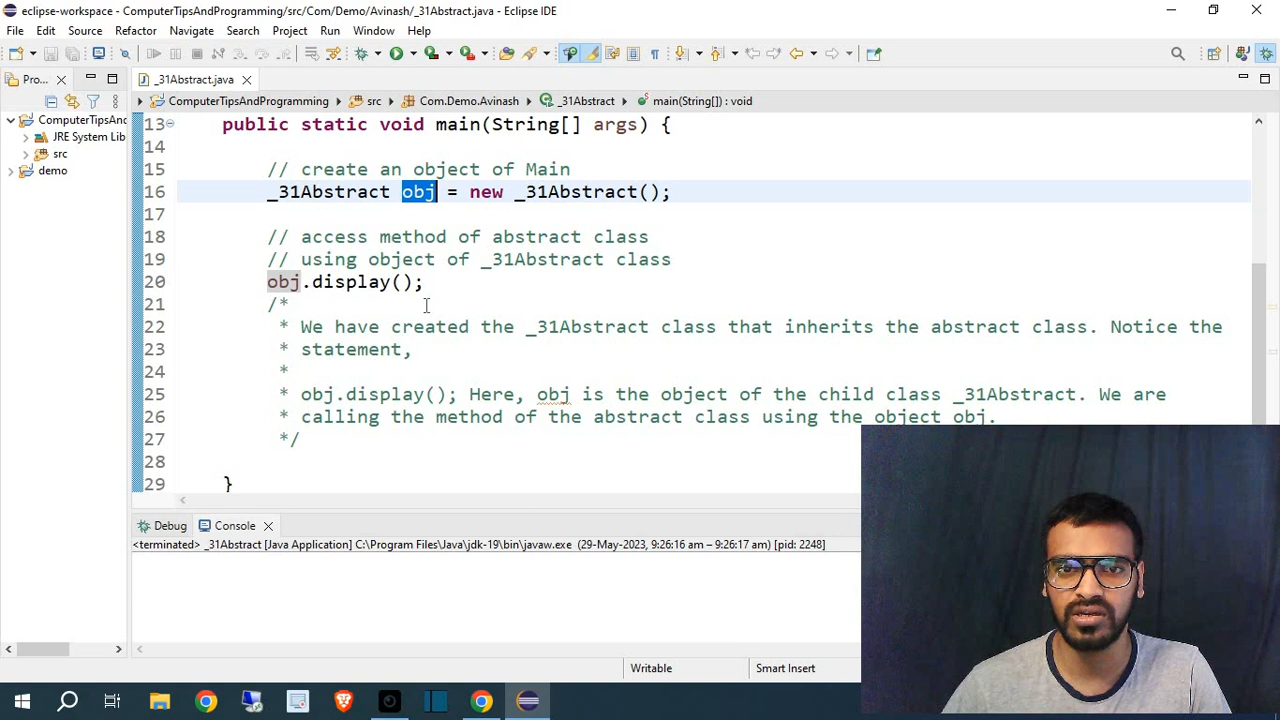 eclipse-workspace - ComputerTipsAndProgramming/src/Com/Demo/Avinash/_31Abstract.java - Eclipse IDE
File Edit Source Refactor Navigate Search Project Run Window Help
Pro... _31Abstract.java
ComputerTipsAndProgramming src Com.Demo.Avinash _31Abstract main(String[]) : void
ComputerTipsAnd
JRE System Lib
src
demo
13 public static void main(String[] args) {
14
15 // create an object of Main
16 _31Abstract obj = new _31Abstract();
17
18 // access method of abstract class
19 // using object of _31Abstract class
20 obj.display();
21 /*
22 * We have created the _31Abstract class that inherits the abstract class. Notice the
23 * statement,
24 *
25 * obj.display(); Here, obj is the object of the child class _31Abstract. We are
26 * calling the method of the abstract class using the object obj.
27 */
28
29 }
Debug Console
<terminated> _31Abstract [Java Application] C:\Program Files\Java\jdk-19\bin\javaw.exe (29-May-2023, 9:26:16 am – 9:26:17 am) [pid: 2248]
Writable Smart Insert